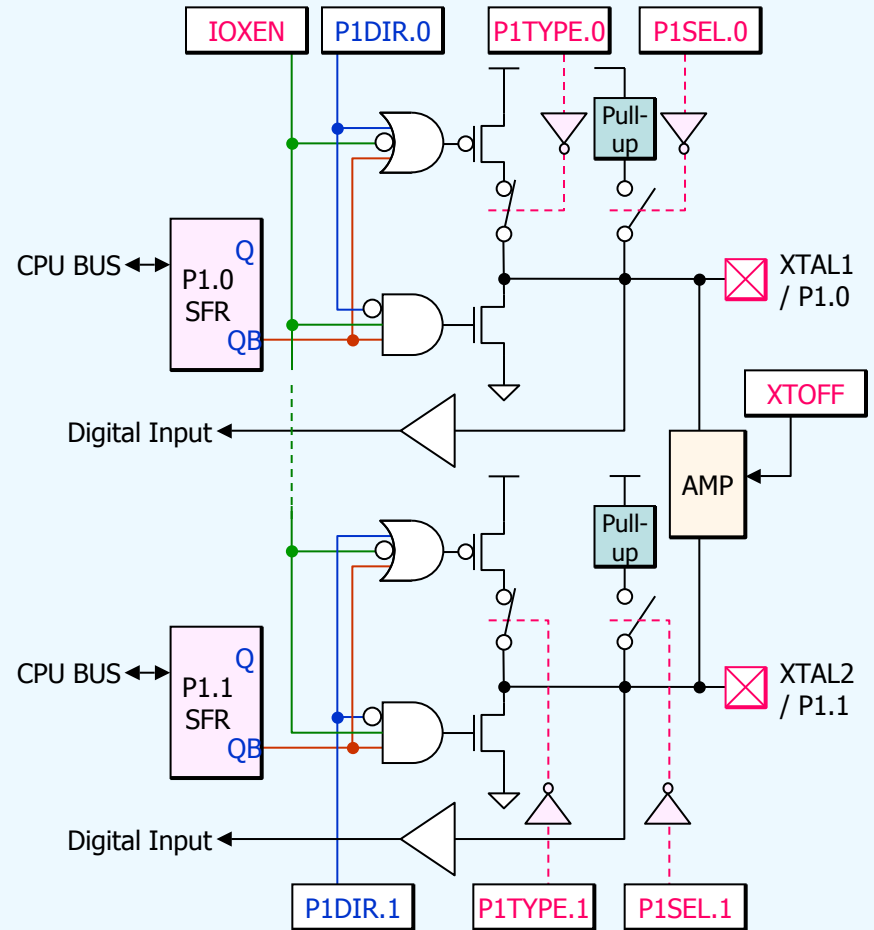 IOXEN
P1DIR.0
P1TYPE.0
P1SEL.0
Pull-
up
CPU BUS
Q
P1.0
SFR
QB
XTAL1
/ P1.0
XTOFF
Digital Input
AMP
Pull-
up
CPU BUS
Q
P1.1
SFR
QB
XTAL2
/ P1.1
Digital Input
P1DIR.1
P1TYPE.1
P1SEL.1